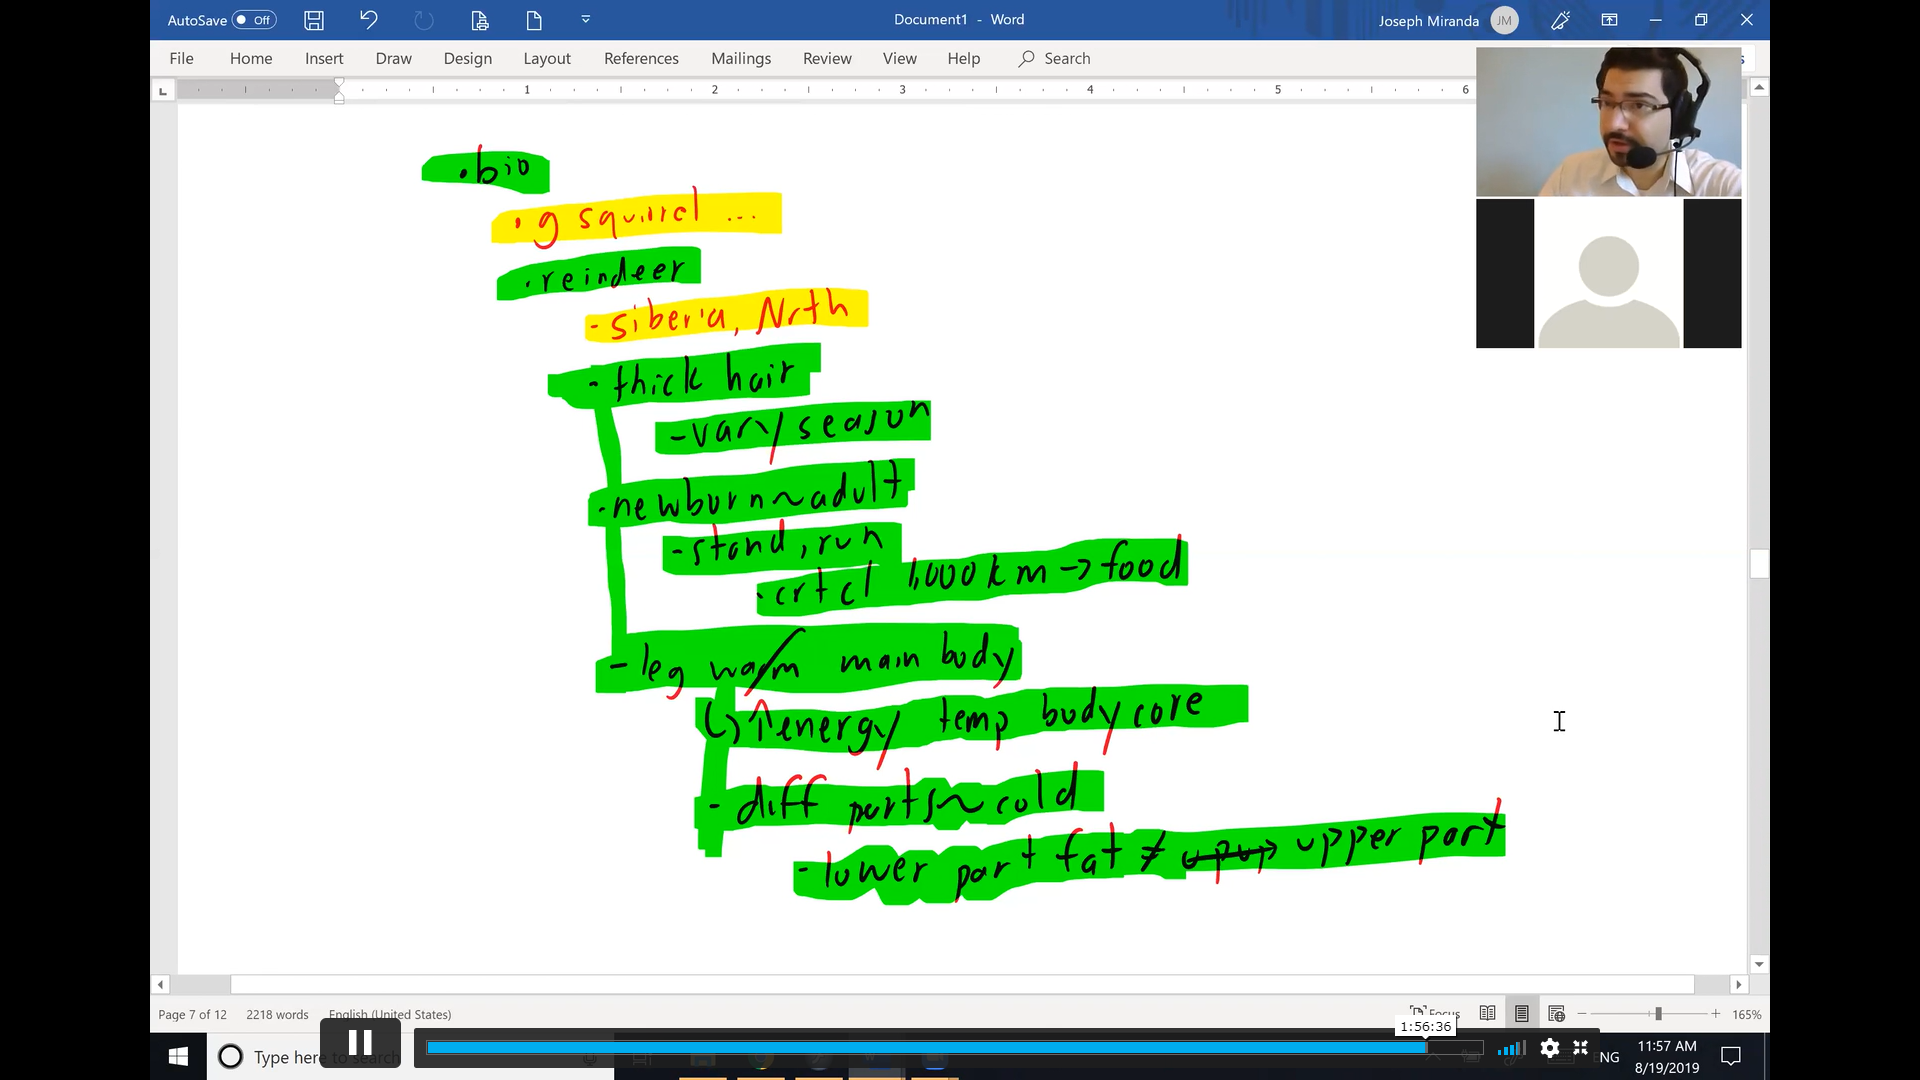 AutoSave Off Document1 - Word Joseph Miranda JM
File Home Insert Draw Design Layout References Mailings Review View Help Search
1 2 3 4 5 6
• bio
• g squirrel ...
• reindeer
- siberia, Nrth
- thick hair
- vary season
- newborn ~ adult
- stand, run
• crtcl 1,000 km → food
- leg warm main body
↑ energy temp body core
- diff parts ~ cold
- lower part fat ≠ upper part
Page 7 of 12 2218 words English (United States) Focus 165%
1:56:36
Type here to search ENG 11:57 AM
8/19/2019